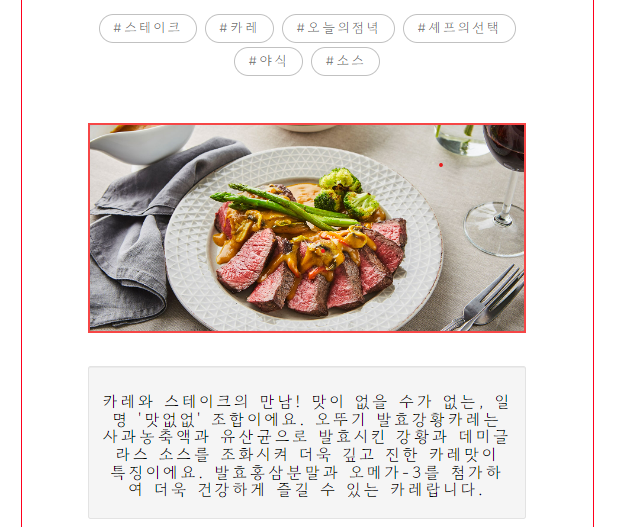 #스테이크 #카레 #오늘의점녁 #셰프의선택
#야식 #소스
카레와 스테이크의 만남! 맛이 없을 수가 없는, 일
명 '맛없없' 조합이에요. 오뚜기 발효강황카레는
사과농축액과 유산균으로 발효시킨 강황과 데미글
라스 소스를 조화시켜 더욱 깊고 진한 카레맛이
특징이에요. 발효홍삼분말과 오메가-3를 첨가하
여 더욱 건강하게 즐길 수 있는 카레랍니다.